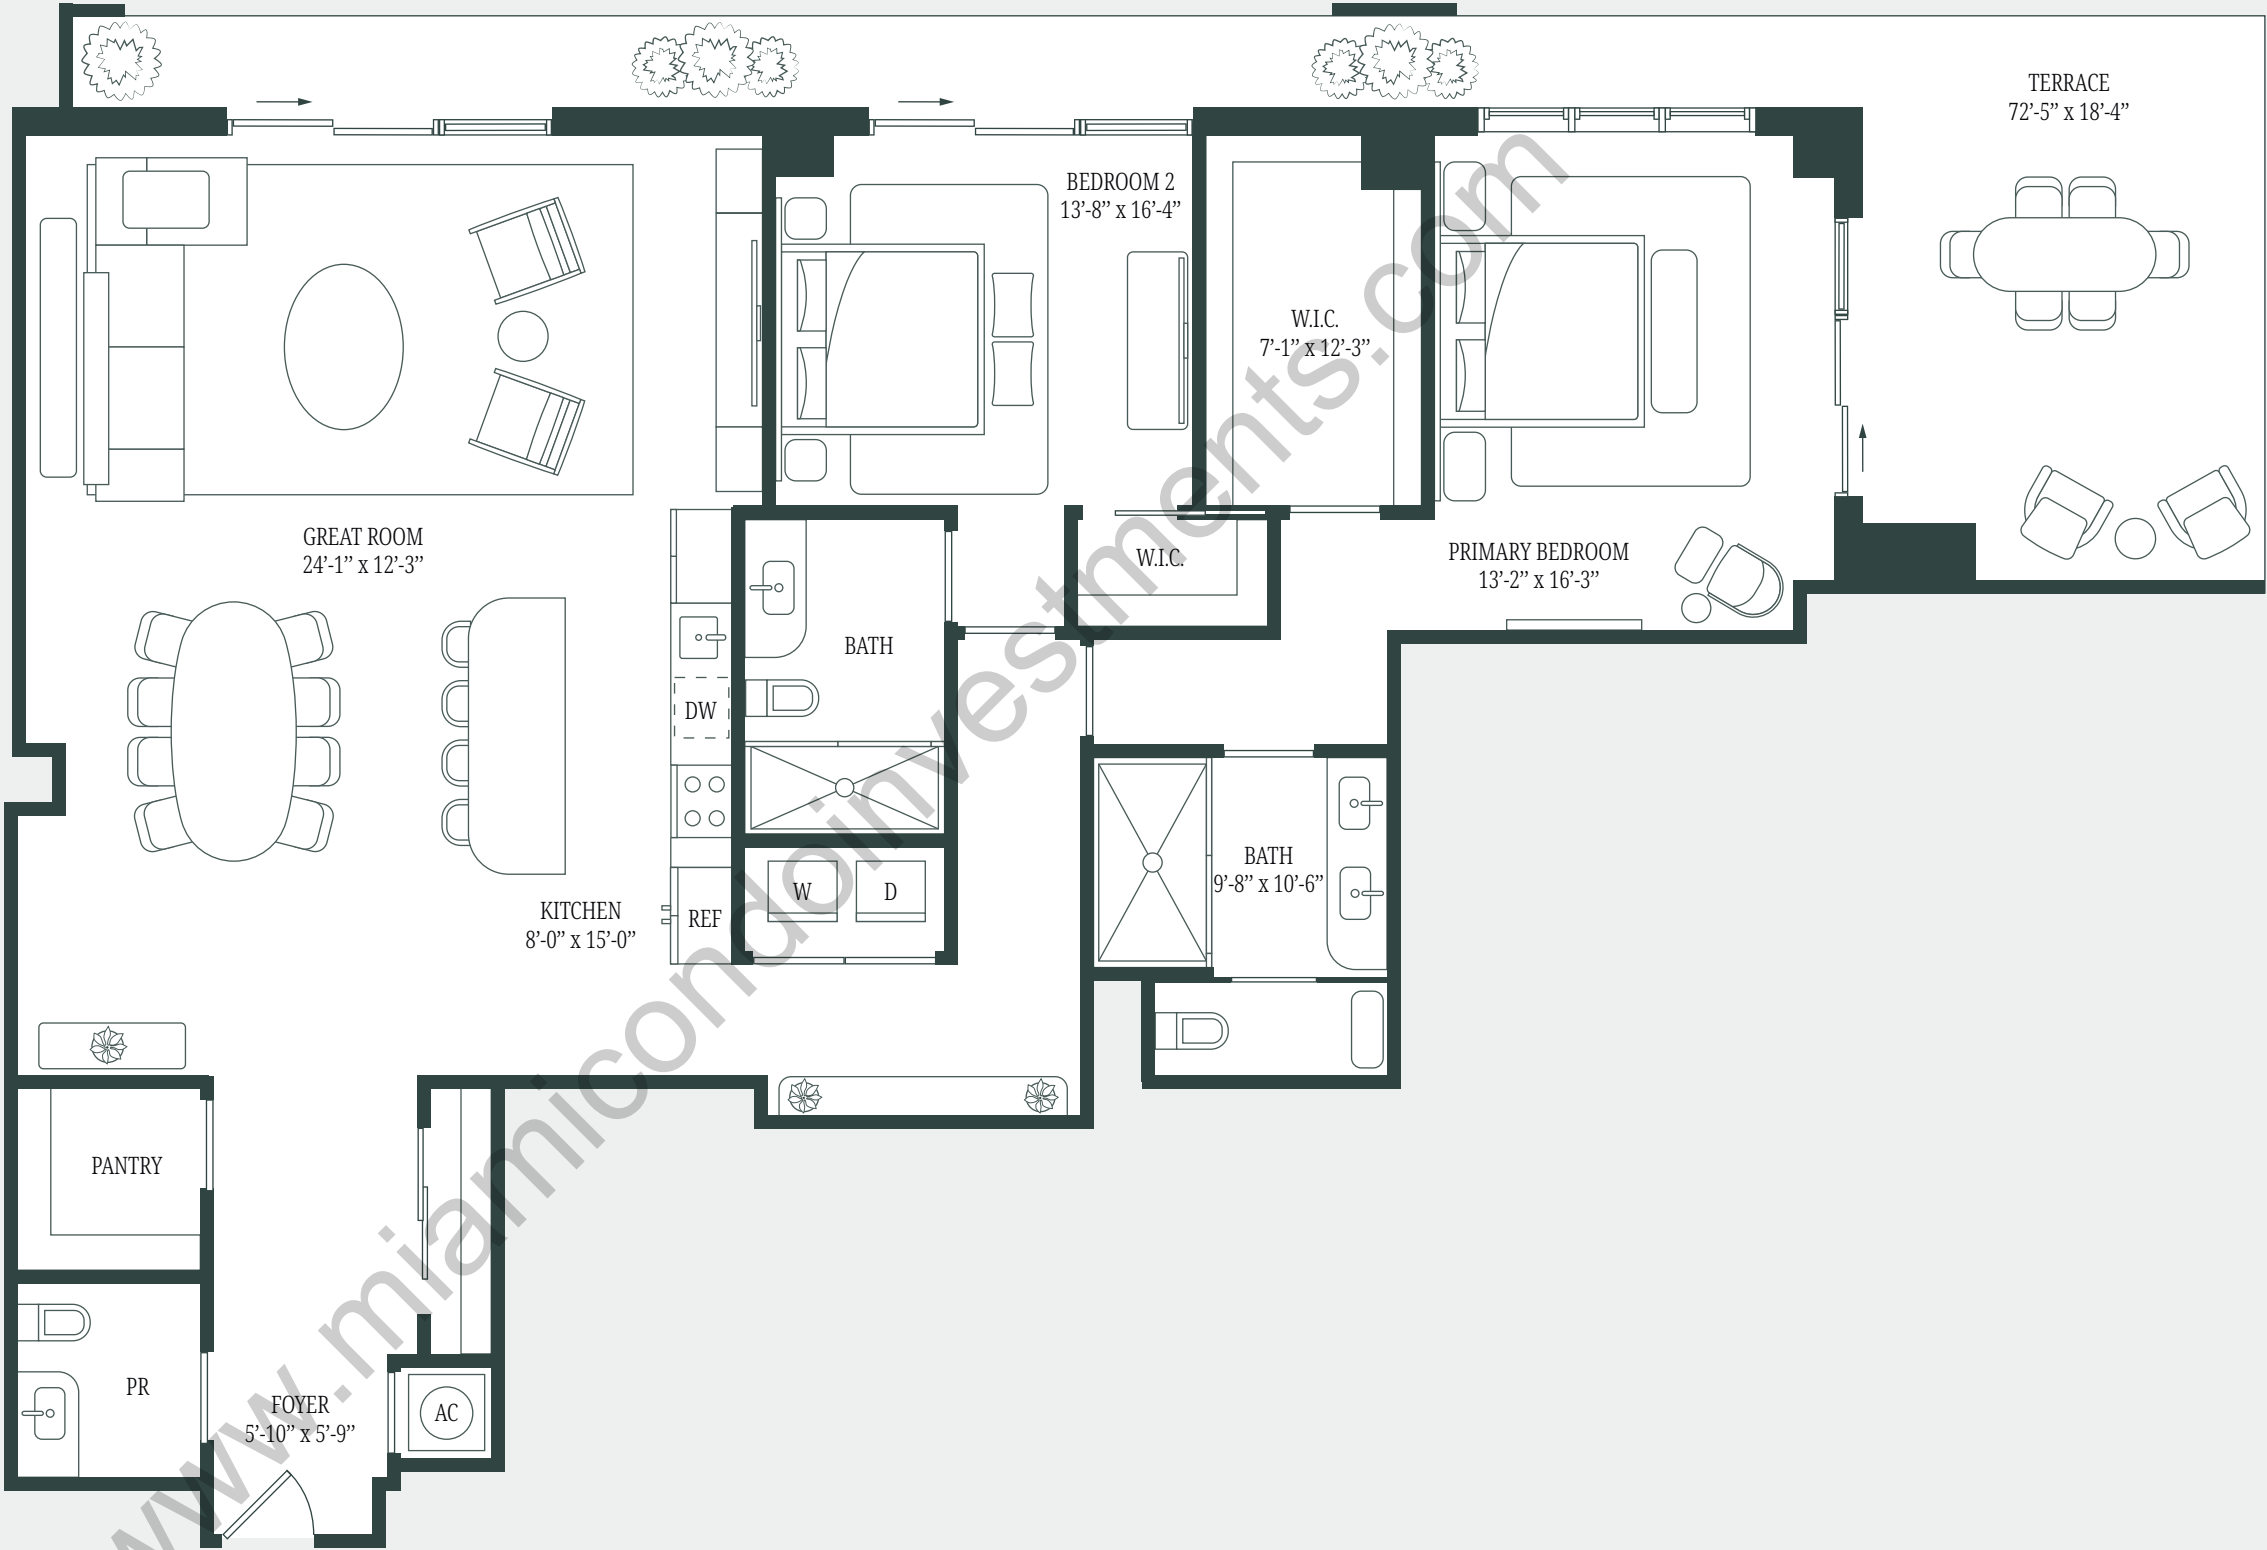 TERRACE
72’-5” x 18’-4”
BEDROOM 2
13’-8” x 16’-4”
W.I.C.
7’-1” x 12’-3”
GREAT ROOM
24’-1” x 12’-3”
W.I.C.
PRIMARY BEDROOM
13’-2” x 16’-3”
BATH
DW
BATH
9’-8” x 10’-6”
W
D
KITCHEN
8’-0” x 15’-0”
REF
PANTRY
PR
FOYER
5’-10” x 5’-9”
AC
www.miamicondoinvestments.com